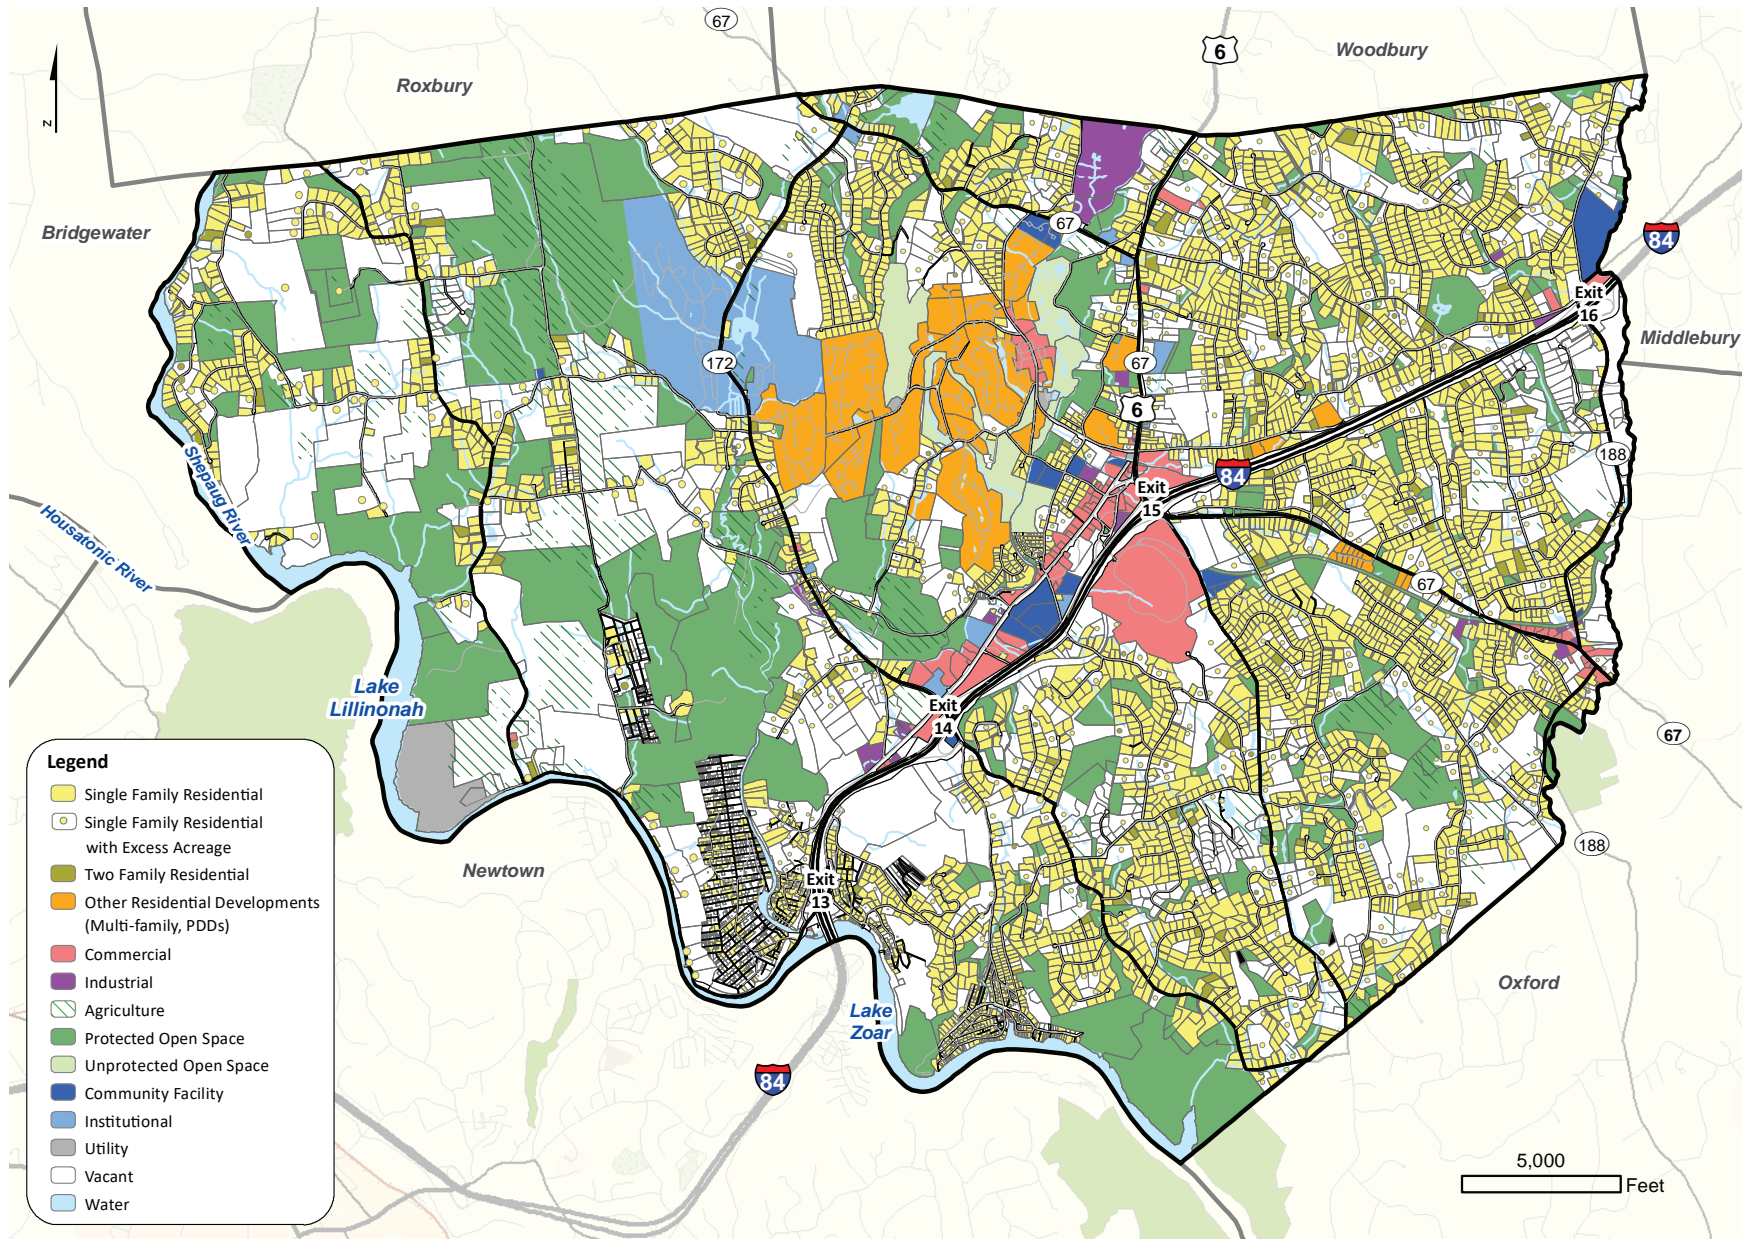 67
6
Woodbury
Roxbury
z
Bridgewater
67
84
Exit
16
Middlebury
172
67
6
188
84
Exit
15
Shepaug River
Housatonic River
67
Lake
Lillinonah
Exit
14
67
188
Newtown
Exit
13
Oxford
Lake
Zoar
84
Legend
Single Family Residential
Single Family Residential
with Excess Acreage
Two Family Residential
Other Residential Developments
(Multi-family, PDDs)
Commercial
Industrial
Agriculture
Protected Open Space
Unprotected Open Space
Community Facility
Institutional
Utility
Vacant
Water
5,000
Feet